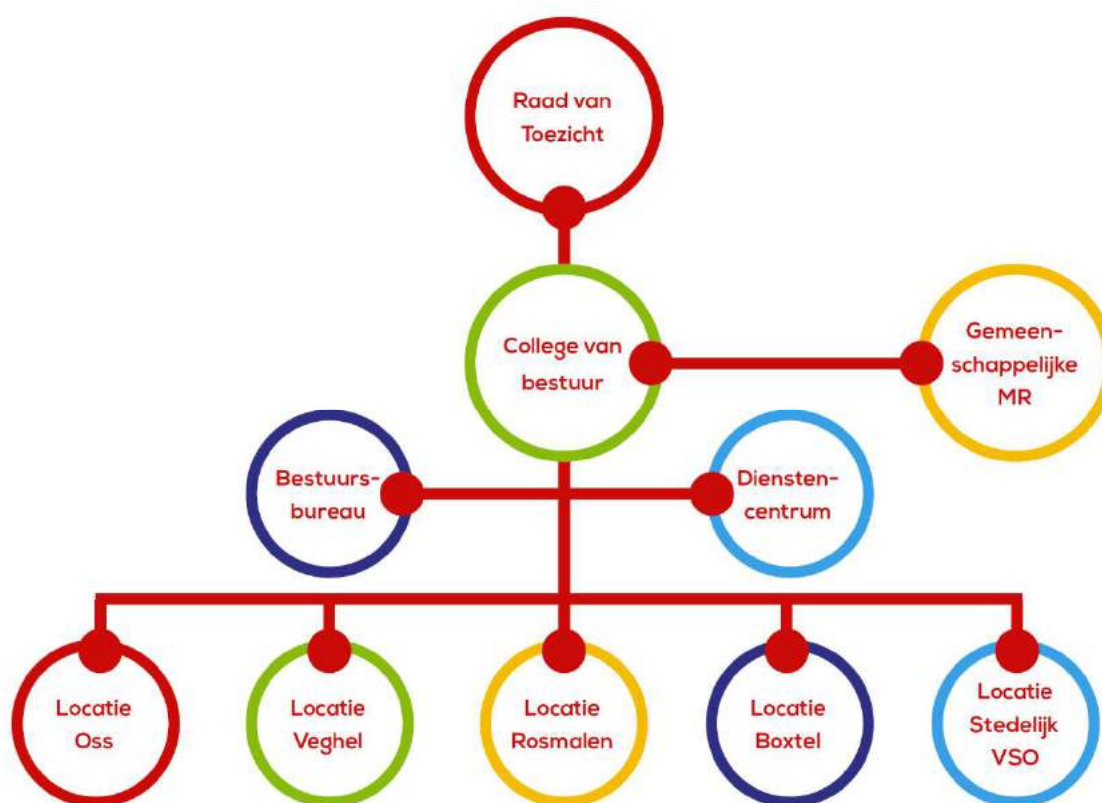 Raad van
Toezicht
College van
bestuur
Gemeen-
schappelijke
MR
Bestuurs-
bureau
Diensten-
centrum
Locatie
Oss
Locatie
Veghel
Locatie
Rosmalen
Locatie
Boxtel
Locatie
Stedelijk
VSO